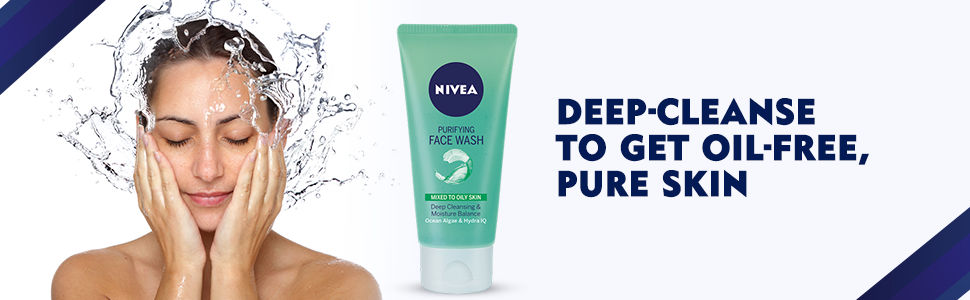 NIVEA
PURIFYING
FACE WASH
MIXED TO OILY SKIN
Deep Cleansing &
Moisture Balance
Ocean Algae & Hydra IQ
DEEP-CLEANSE
TO GET OIL-FREE,
PURE SKIN